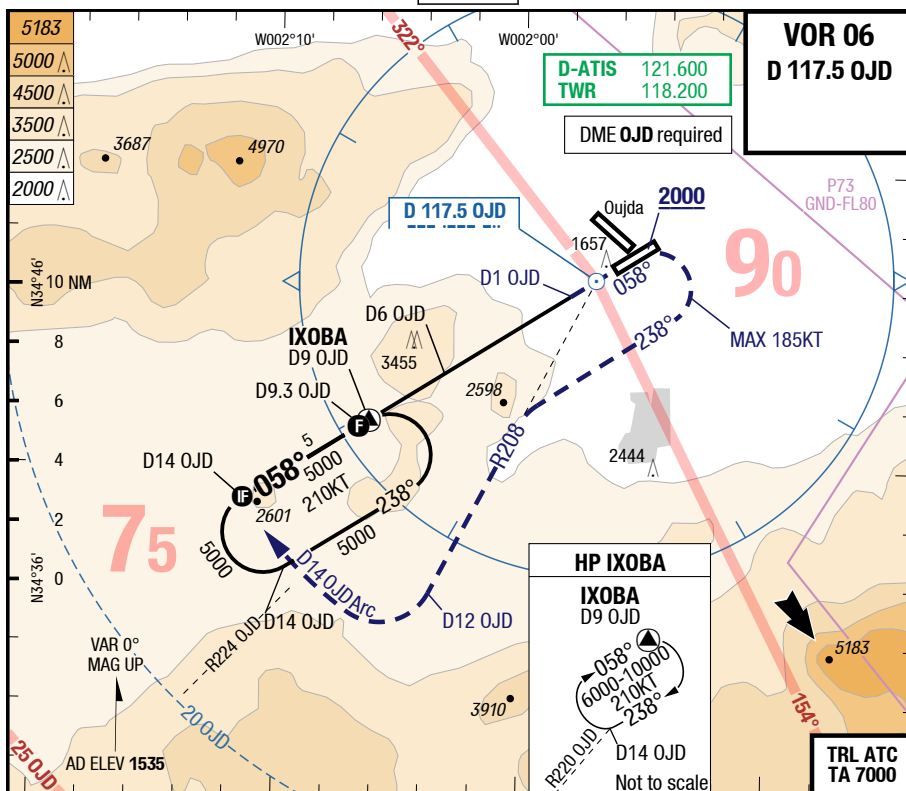 5183
5000
4500
3500
2500
2000
W002°10'
W002°00'
322°
D-ATIS 121.600
TWR 118.200
DME OJD required
VOR 06
D 117.5 OJD
3687
4970
P73
GND-FL80
D 117.5 OJD
Oujda
2000
1657
90
N34°46'
10 NM
D1 OJD
058°
D6 OJD
IXOBA
D9 OJD
3455
238°
MAX 185KT
8
D9.3 OJD
F
2598
6
R208
D14 OJD
.058°
5
5000
210KT
238°
4
2444
IF
2601
5000
2
75
5000
D14 OJD Arc
HP IXOBA
N34°36'
0
D14 OJD
D12 OJD
IXOBA
D9 OJD
R224 OJD
058°
6000-10000
210KT
238°
5183
VAR 0°
MAG UP
3910
20 OJD
154°
R220 OJD
D14 OJD
Not to scale
25 OJD
AD ELEV 1535
TRL ATC
TA 7000